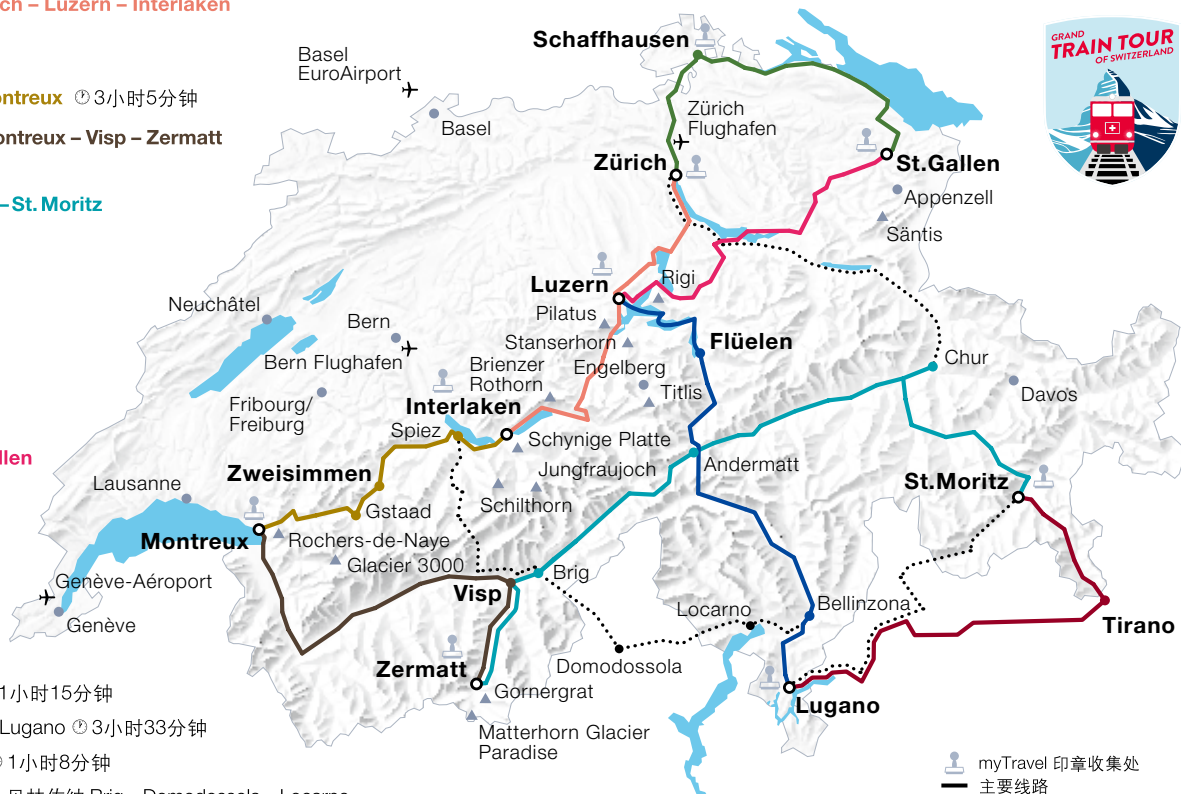 ch – Luzern – Interlaken
ontreux 3小时5分钟
ontreux – Visp – Zermatt
– St. Moritz
llen
1小时15分钟
Lugano 3小时33分钟
1小时8分钟
Brig – Domodossola – Locarno
GRAND
TRAIN TOUR
OF SWITZERLAND
Schaffhausen
Basel
EuroAirport
Basel
Zürich
Flughafen
Zürich
St.Gallen
Appenzell
Säntis
Luzern
Rigi
Pilatus
Stanserhorn
Flüelen
Neuchâtel
Bern
Bern Flughafen
Brienzer
Rothorn
Engelberg
Titlis
Chur
Davos
Fribourg/
Freiburg
Interlaken
Spiez
Schynige Platte
Jungfraujoch
Schilthorn
Andermatt
Zweisimmen
Gstaad
Lausanne
St.Moritz
Montreux
Rochers-de-Naye
Glacier 3000
Genève-Aéroport
Genève
Visp
Brig
Locarno
Bellinzona
Tirano
Domodossola
Zermatt
Gornergrat
Matterhorn Glacier
Paradise
Lugano
myTravel 印章收集处
主要线路